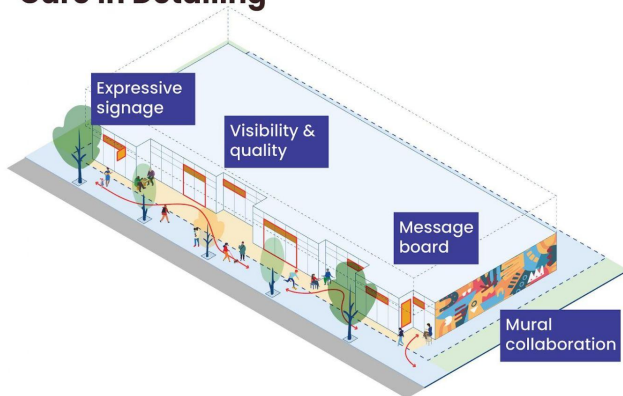 Care in Detailing
Expressive
signage
Visibility &
quality
Message
board
Mural
collaboration